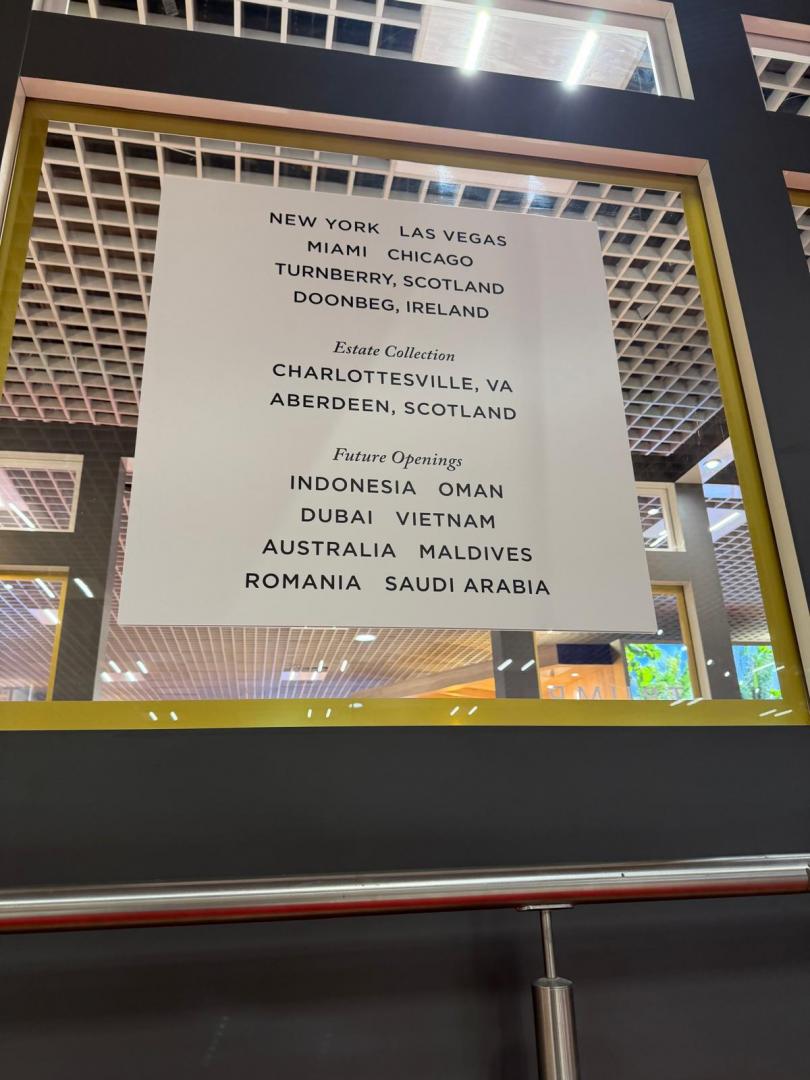 NEW YORK LAS VEGAS
MIAMI CHICAGO
TURNBERRY, SCOTLAND
DOONBEG, IRELAND
Estate Collection
CHARLOTTESVILLE, VA
ABERDEEN, SCOTLAND
Future Openings
INDONESIA OMAN
DUBAI VIETNAM
AUSTRALIA MALDIVES
ROMANIA SAUDI ARABIA